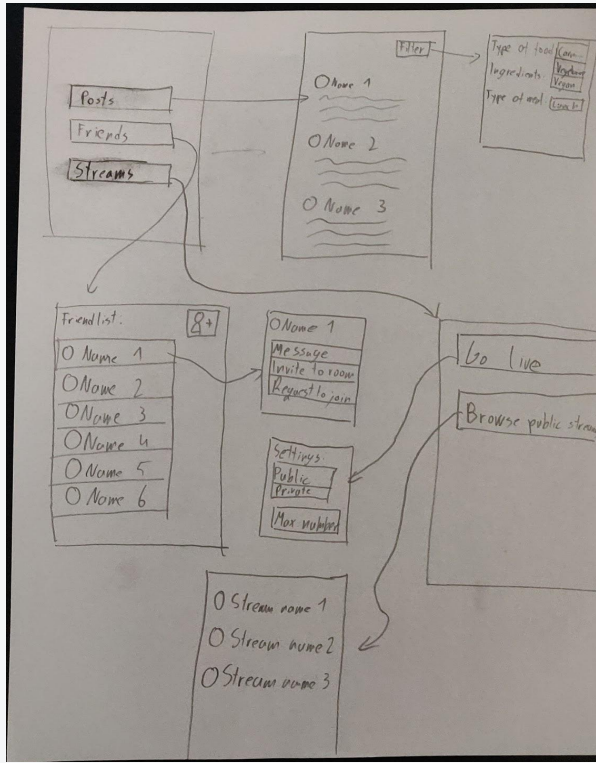 Posts
Friends
Streams
Filter
Name 1
Name 2
Name 3
Type of food
Ingredients:
Vegan
Type of meal Lunch
Friendlist.
8+
Name 1
Name 2
Name 3
Name 4
Name 5
Name 6
Name 1
Message
Invite to room
Request to join
Settings:
Public
Private
Max number
Go live
Browse public stream
Stream name 1
Stream name 2
Stream name 3